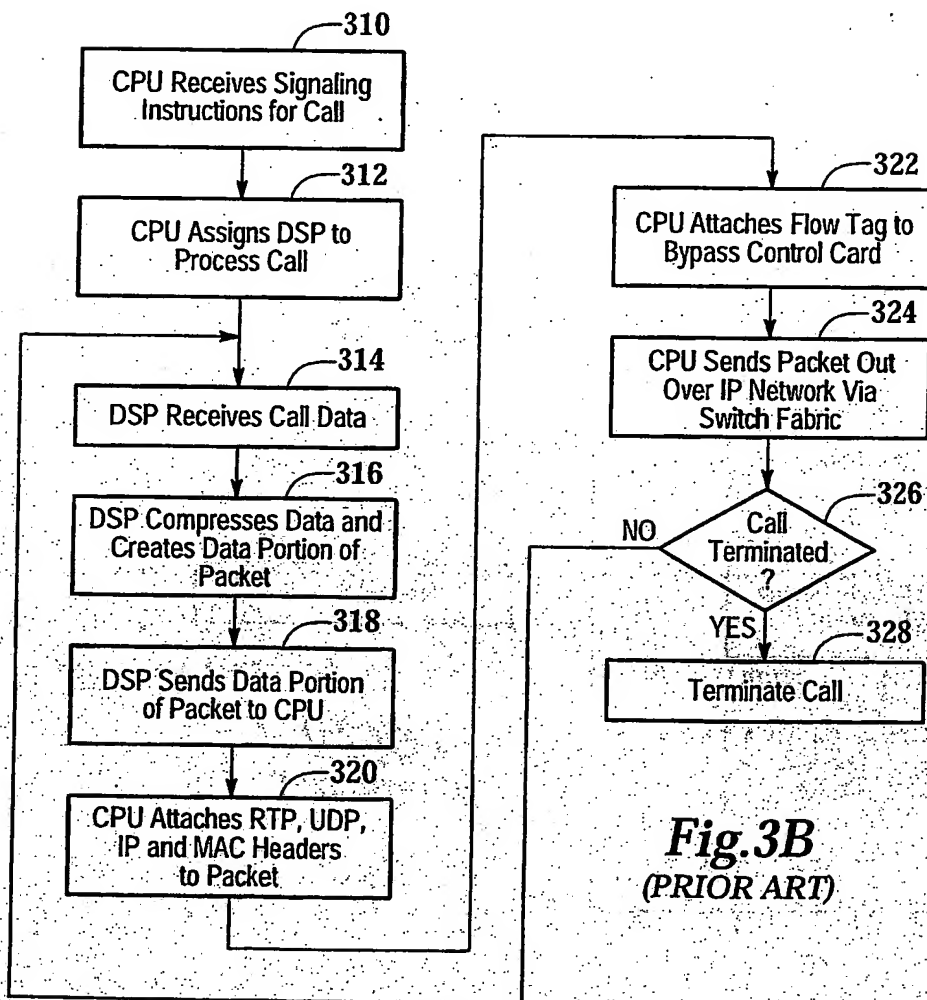 310
CPU Receives Signaling
Instructions for Call
312
CPU Assigns DSP to
Process Call
314
DSP Receives Call Data
316
DSP Compresses Data and
Creates Data Portion of
Packet
318
DSP Sends Data Portion
of Packet to CPU
320
CPU Attaches RTP, UDP,
IP and MAC Headers
to Packet
322
CPU Attaches Flow Tag to
Bypass Control Card
324
CPU Sends Packet Out
Over IP Network Via
Switch Fabric
326
Call
Terminated
?
NO
YES
328
Terminate Call
Fig.3B
(PRIOR ART)